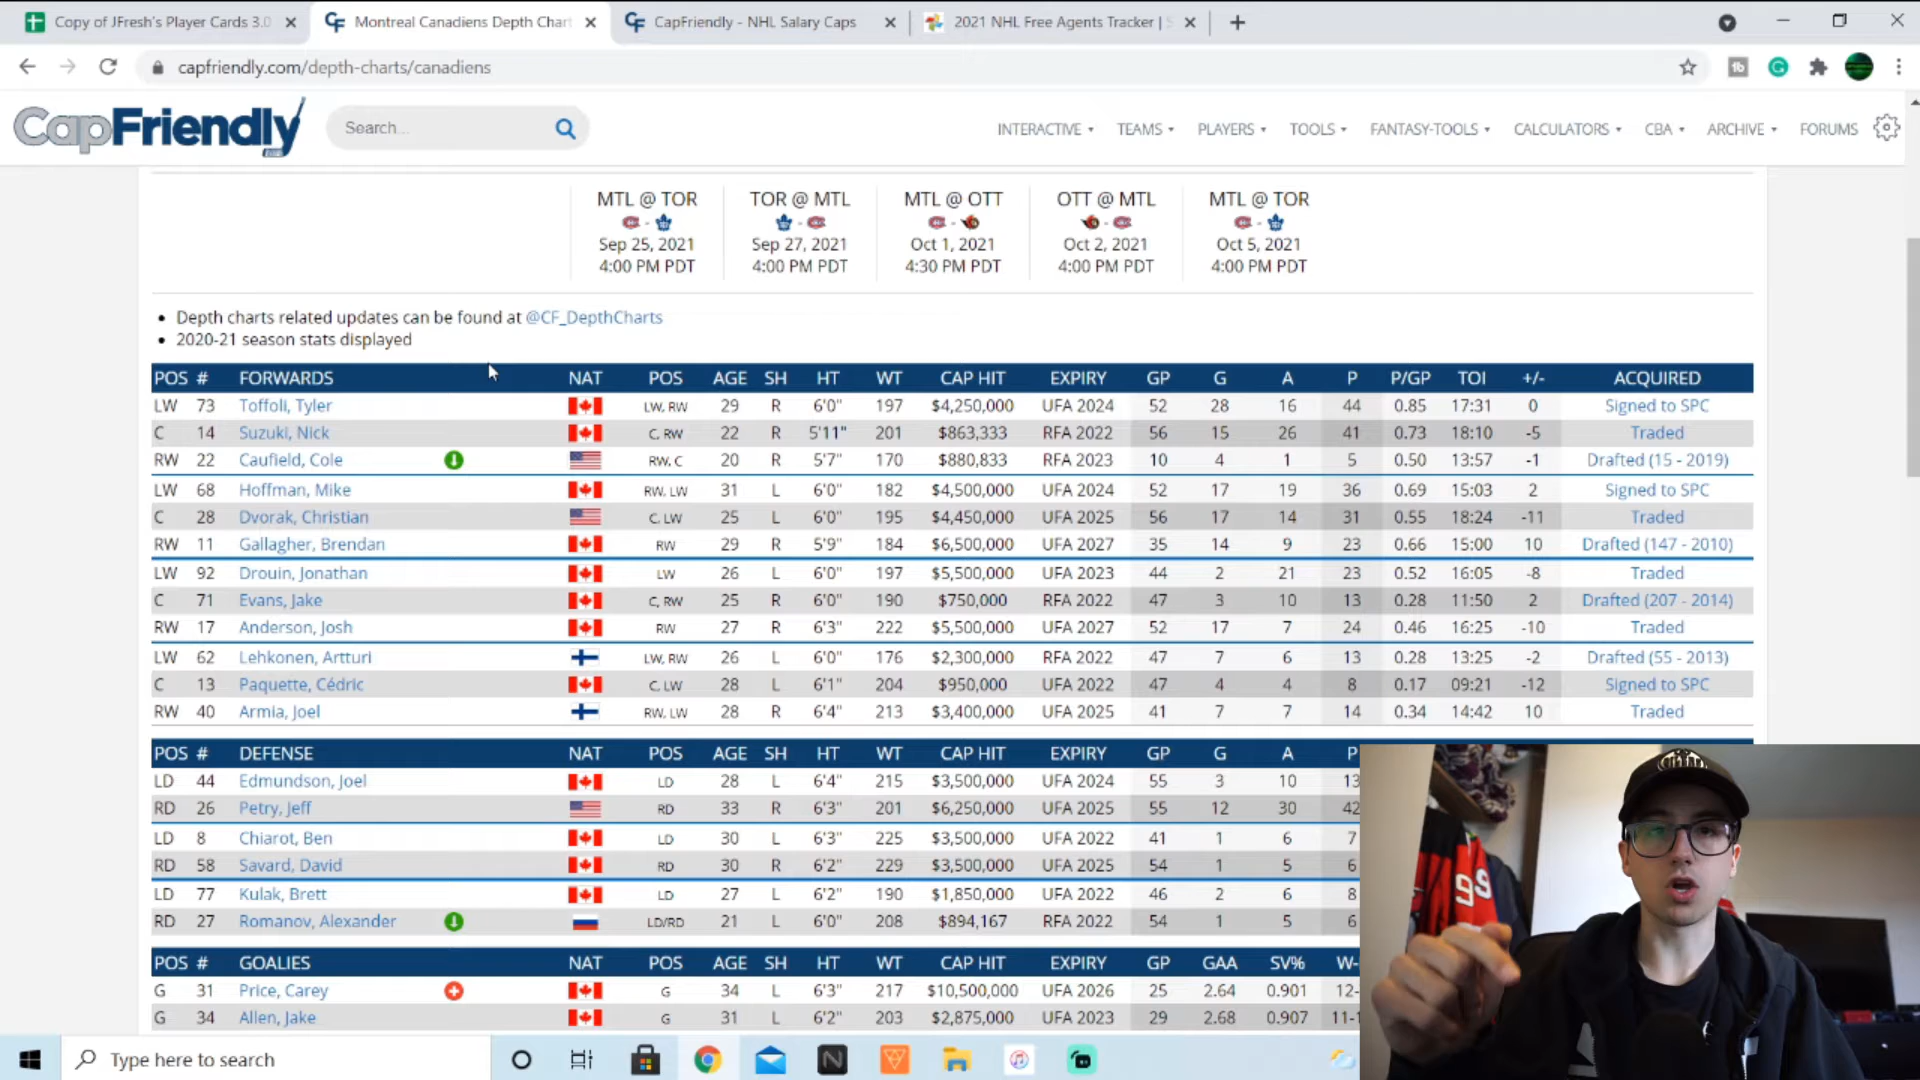 Copy of JFresh's Player Cards 3.0
Montreal Canadiens Depth Chart
CapFriendly - NHL Salary Caps
2021 NHL Free Agents Tracker |
capfriendly.com/depth-charts/canadiens
CapFriendly
Search...
INTERACTIVE TEAMS PLAYERS TOOLS FANTASY-TOOLS CALCULATORS CBA ARCHIVE FORUMS
MTL @ TOR TOR @ MTL MTL @ OTT OTT @ MTL MTL @ TOR
Sep 25, 2021 Sep 27, 2021 Oct 1, 2021 Oct 2, 2021 Oct 5, 2021
4:00 PM PDT 4:00 PM PDT 4:30 PM PDT 4:00 PM PDT 4:00 PM PDT
• Depth charts related updates can be found at @CF_DepthCharts
• 2020-21 season stats displayed
POS # FORWARDS NAT POS AGE SH HT WT CAP HIT EXPIRY GP G A P P/GP TOI +/- ACQUIRED
LW 73 Toffoli, Tyler LW, RW 29 R 6'0" 197 $4,250,000 UFA 2024 52 28 16 44 0.85 17:31 0 Signed to SPC
C 14 Suzuki, Nick C, RW 22 R 5'11" 201 $863,333 RFA 2022 56 15 26 41 0.73 18:10 -5 Traded
RW 22 Caufield, Cole RW, C 20 R 5'7" 170 $880,833 RFA 2023 10 4 1 5 0.50 13:57 -1 Drafted (15 - 2019)
LW 68 Hoffman, Mike RW, LW 31 L 6'0" 182 $4,500,000 UFA 2024 52 17 19 36 0.69 15:03 2 Signed to SPC
C 28 Dvorak, Christian C, LW 25 L 6'0" 195 $4,450,000 UFA 2025 56 17 14 31 0.55 18:24 -11 Traded
RW 11 Gallagher, Brendan RW 29 R 5'9" 184 $6,500,000 UFA 2027 35 14 9 23 0.66 15:00 10 Drafted (147 - 2010)
LW 92 Drouin, Jonathan LW 26 L 6'0" 197 $5,500,000 UFA 2023 44 2 21 23 0.52 16:05 -8 Traded
C 71 Evans, Jake C, RW 25 R 6'0" 190 $750,000 RFA 2022 47 3 10 13 0.28 11:50 2 Drafted (207 - 2014)
RW 17 Anderson, Josh RW 27 R 6'3" 222 $5,500,000 UFA 2027 52 17 7 24 0.46 16:25 -10 Traded
LW 62 Lehkonen, Artturi LW, RW 26 L 6'0" 176 $2,300,000 RFA 2022 47 7 6 13 0.28 13:25 -2 Drafted (55 - 2013)
C 13 Paquette, Cédric C, LW 28 L 6'1" 204 $950,000 UFA 2022 47 4 4 8 0.17 09:21 -12 Signed to SPC
RW 40 Armia, Joel RW, LW 28 R 6'4" 213 $3,400,000 UFA 2025 41 7 7 14 0.34 14:42 10 Traded
POS # DEFENSE NAT POS AGE SH HT WT CAP HIT EXPIRY GP G A P
LD 44 Edmundson, Joel LD 28 L 6'4" 215 $3,500,000 UFA 2024 55 3 10 13
RD 26 Petry, Jeff RD 33 R 6'3" 201 $6,250,000 UFA 2025 55 12 30 42
LD 8 Chiarot, Ben LD 30 L 6'3" 225 $3,500,000 UFA 2022 41 1 6 7
RD 58 Savard, David RD 30 R 6'2" 229 $3,500,000 UFA 2025 54 1 5 6
LD 77 Kulak, Brett LD 27 L 6'2" 190 $1,850,000 UFA 2022 46 2 6 8
RD 27 Romanov, Alexander LD/RD 21 L 6'0" 208 $894,167 RFA 2022 54 1 5 6
POS # GOALIES NAT POS AGE SH HT WT CAP HIT EXPIRY GP GAA SV% W-
G 31 Price, Carey G 34 L 6'3" 217 $10,500,000 UFA 2026 25 2.64 0.901 12-
G 34 Allen, Jake G 31 L 6'2" 203 $2,875,000 UFA 2023 29 2.68 0.907 11-1
Type here to search